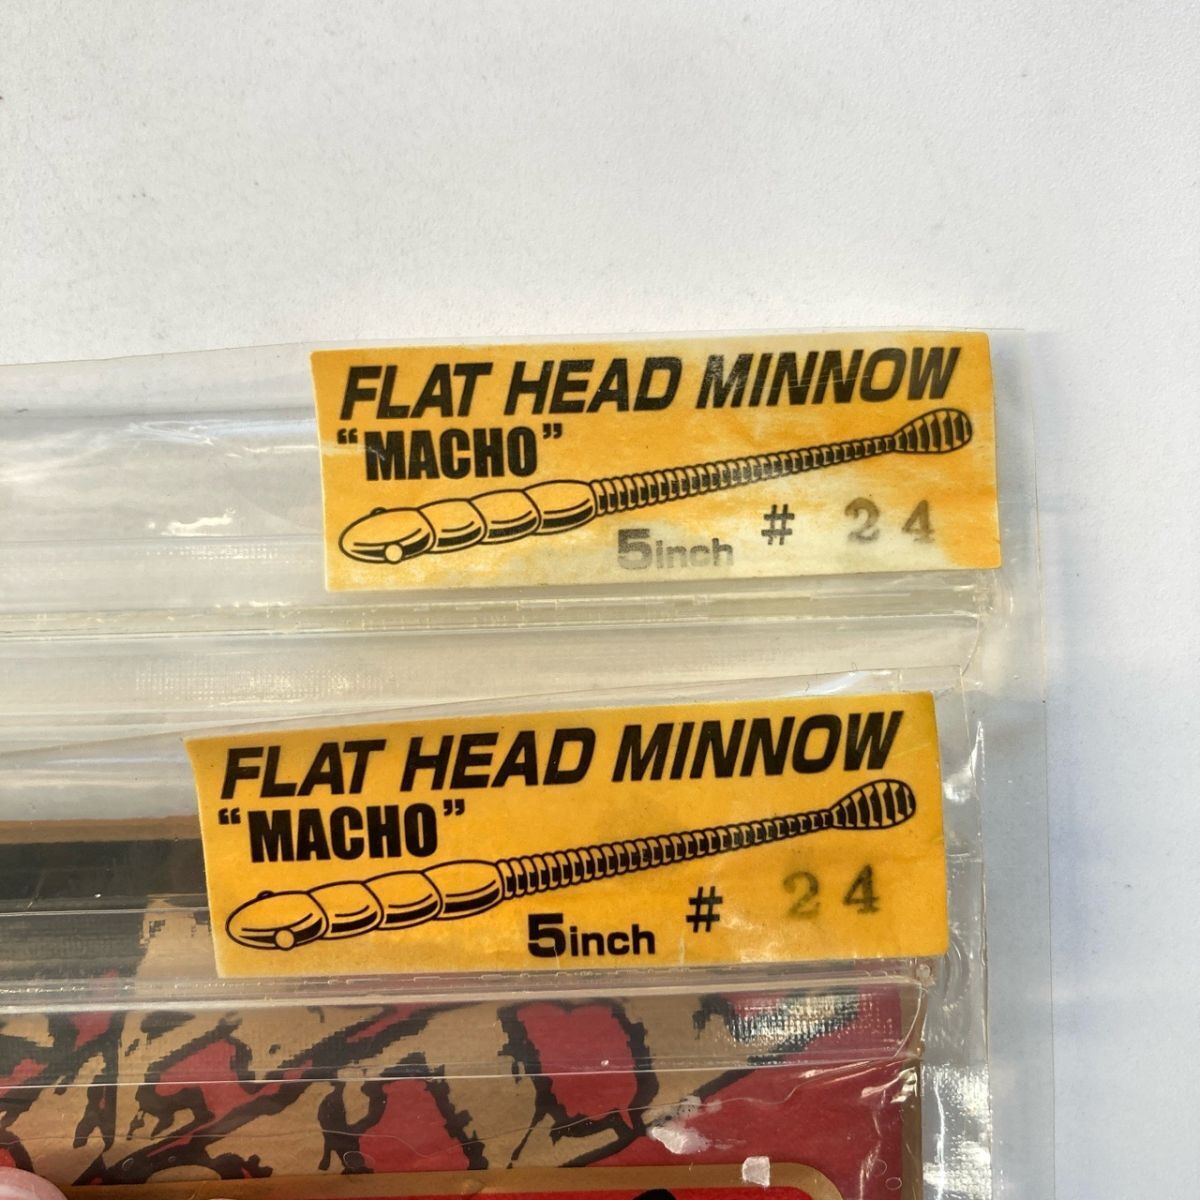 FLAT HEAD MINNOW
“MACHO”
5inch # 24
FLAT HEAD MINNOW
“MACHO”
5inch # 24